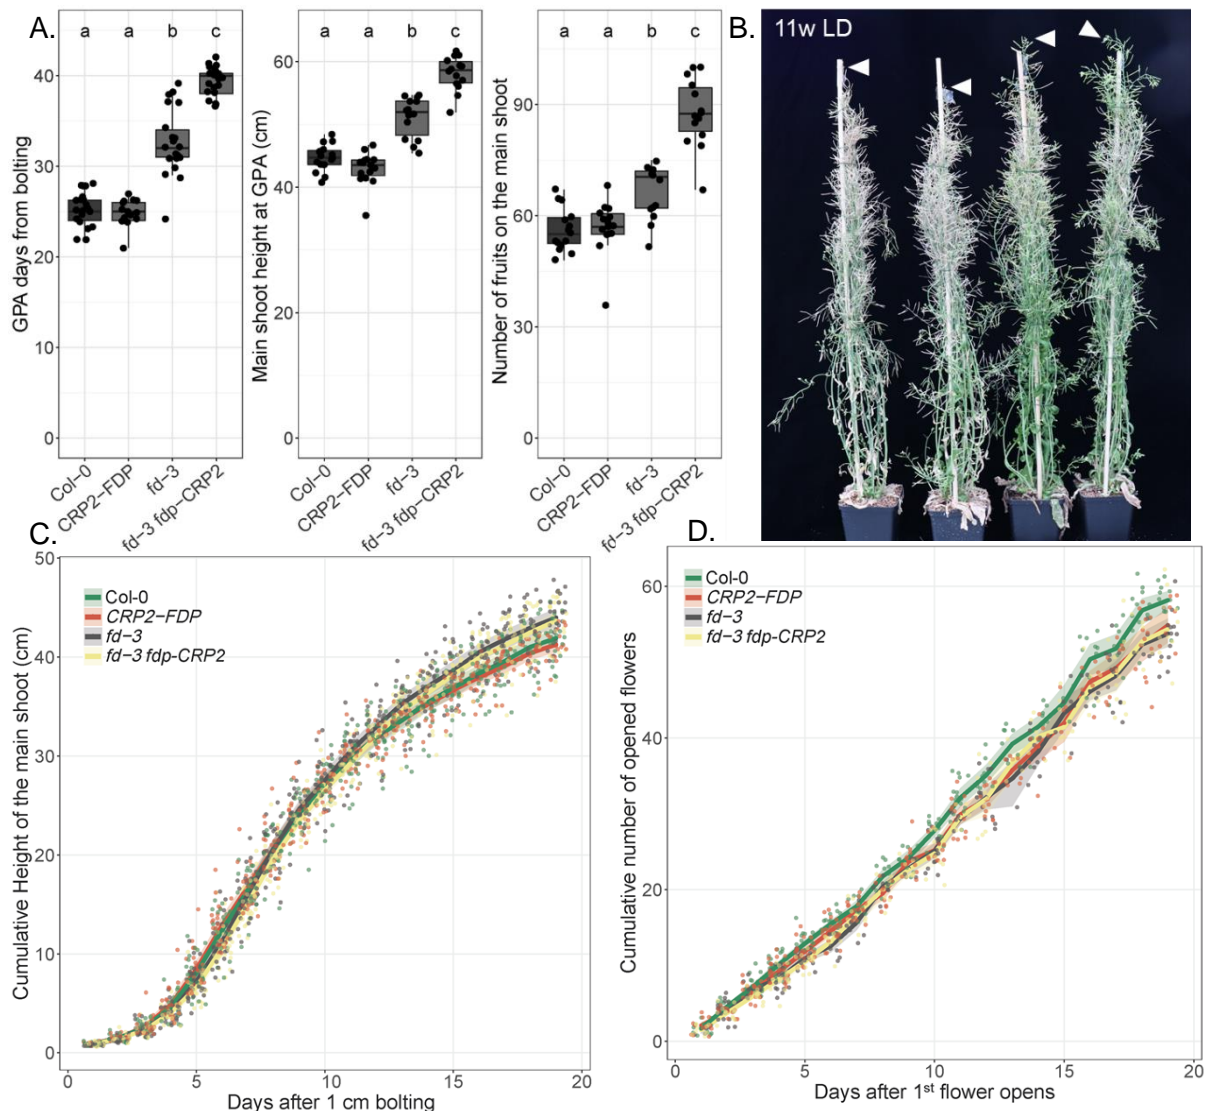 A.
GPA days from bolting
0
10
20
30
40
a a b c
Col-0
CRP2-FDP
fd-3
fd-3 fdp-CRP2
Main shoot height at GPA (cm)
0
20
40
60
a a b c
Col-0
CRP2-FDP
fd-3
fd-3 fdp-CRP2
Number of fruits on the main shoot
0
30
60
90
a a b c
Col-0
CRP2-FDP
fd-3
fd-3 fdp-CRP2
B.
11w LD
C.
Cumulative Height of the main shoot (cm)
50
40
30
20
10
0
Col-0
CRP2-FDP
fd-3
fd-3 fdp-CRP2
0 5 10 15 20
Days after 1 cm bolting
D.
Cumulative number of opened flowers
60
40
20
0
Col-0
CRP2-FDP
fd-3
fd-3 fdp-CRP2
0 5 10 15 20
Days after 1st flower opens